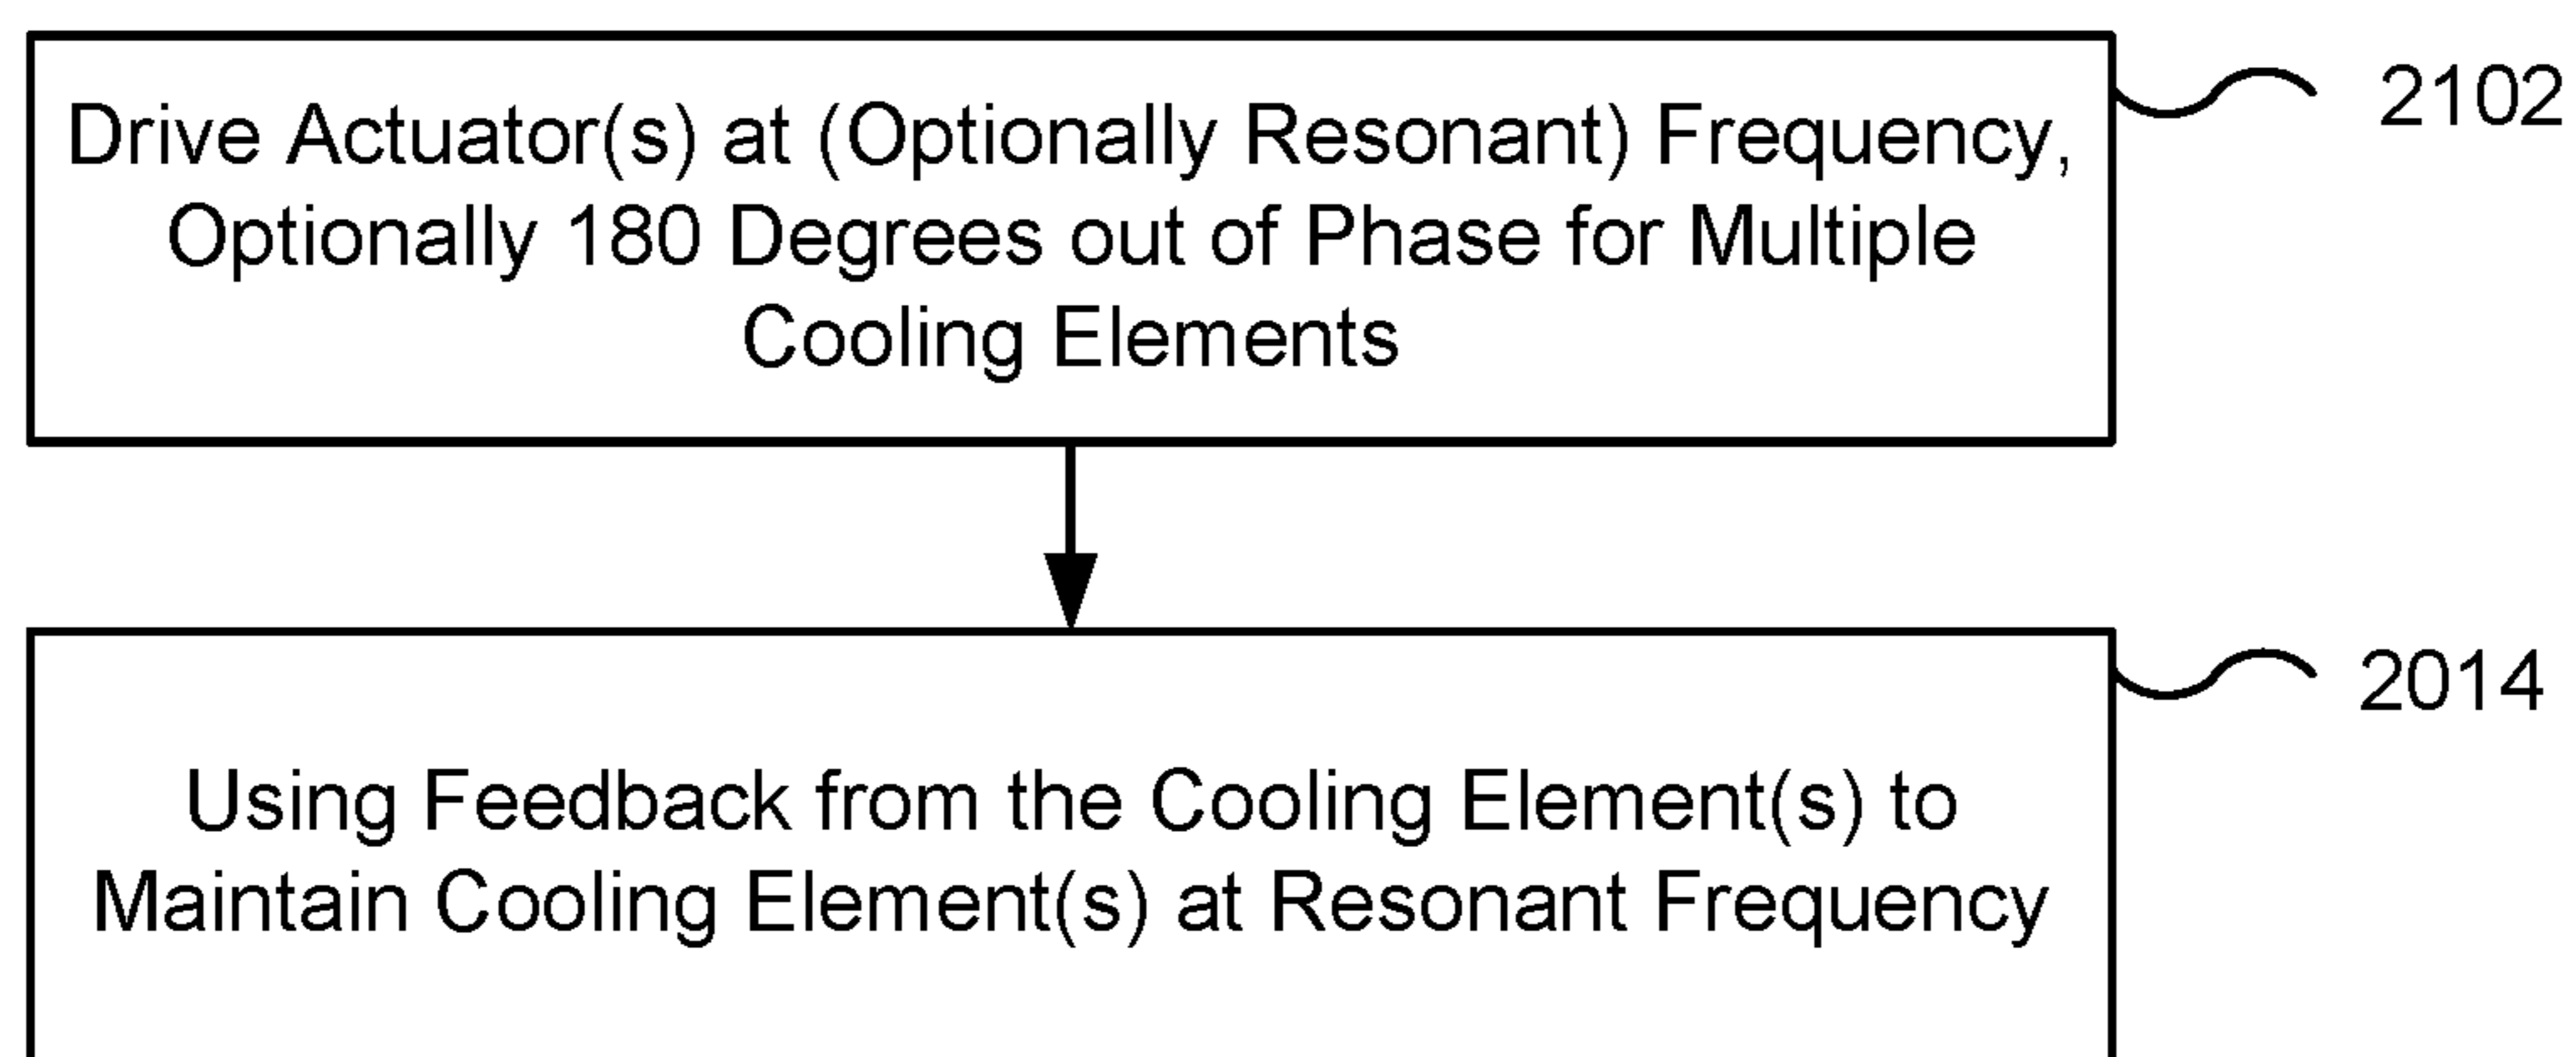 Drive Actuator(s) at (Optionally Resonant) Frequency,
Optionally 180 Degrees out of Phase for Multiple
Cooling Elements
2102
Using Feedback from the Cooling Element(s) to
Maintain Cooling Element(s) at Resonant Frequency
2014